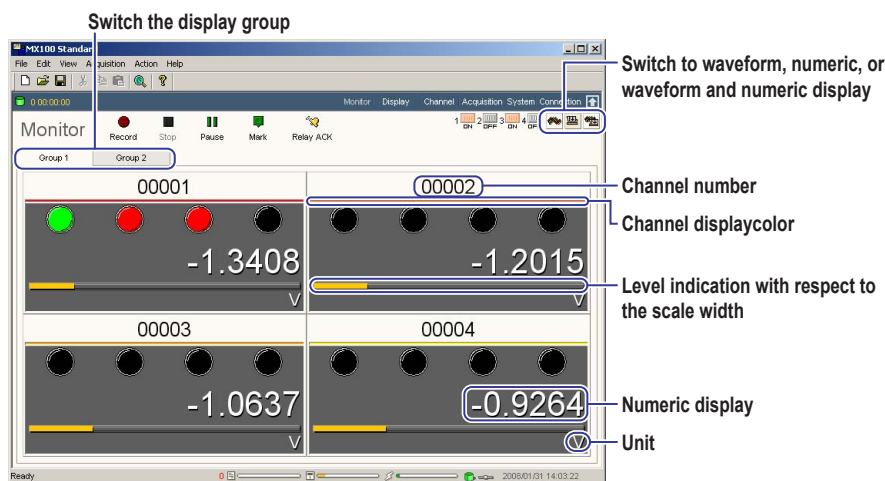 Switch the display group
MX100 Standar
File Edit View Acquisition Action Help
0 00:00:00
Monitor Display Channel Acquisition System Connection
Monitor
Record Stop Pause Mark Relay ACK
1 ON 2 OFF 3 ON 4 OF
Group 1 Group 2
Switch to waveform, numeric, or
waveform and numeric display
00001
00002
Channel number
Channel displaycolor
-1.3408
-1.2015
V
V
Level indication with respect to
the scale width
00003
00004
-1.0637
-0.9264
Numeric display
V
V
Unit
Ready
0
2006/01/31 14:03:22